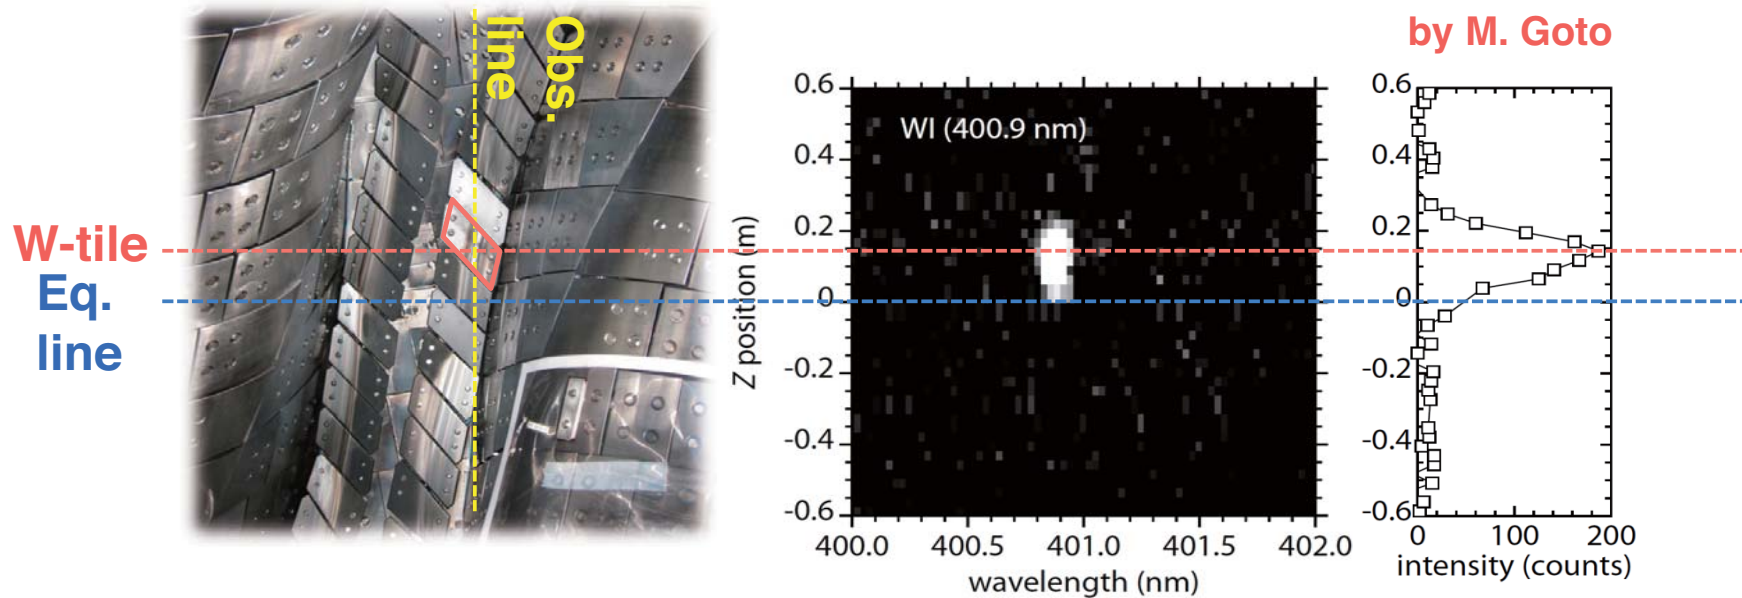 Obs.
line
W-tile
Eq.
line
WI (400.9 nm)
Z position (m)
0.6
0.4
0.2
0
-0.2
-0.4
-0.6
400.0 400.5 401.0 401.5 402.0
wavelength (nm)
by M. Goto
0.6
0.4
0.2
0
-0.2
-0.4
-0.6
0 100 200
intensity (counts)